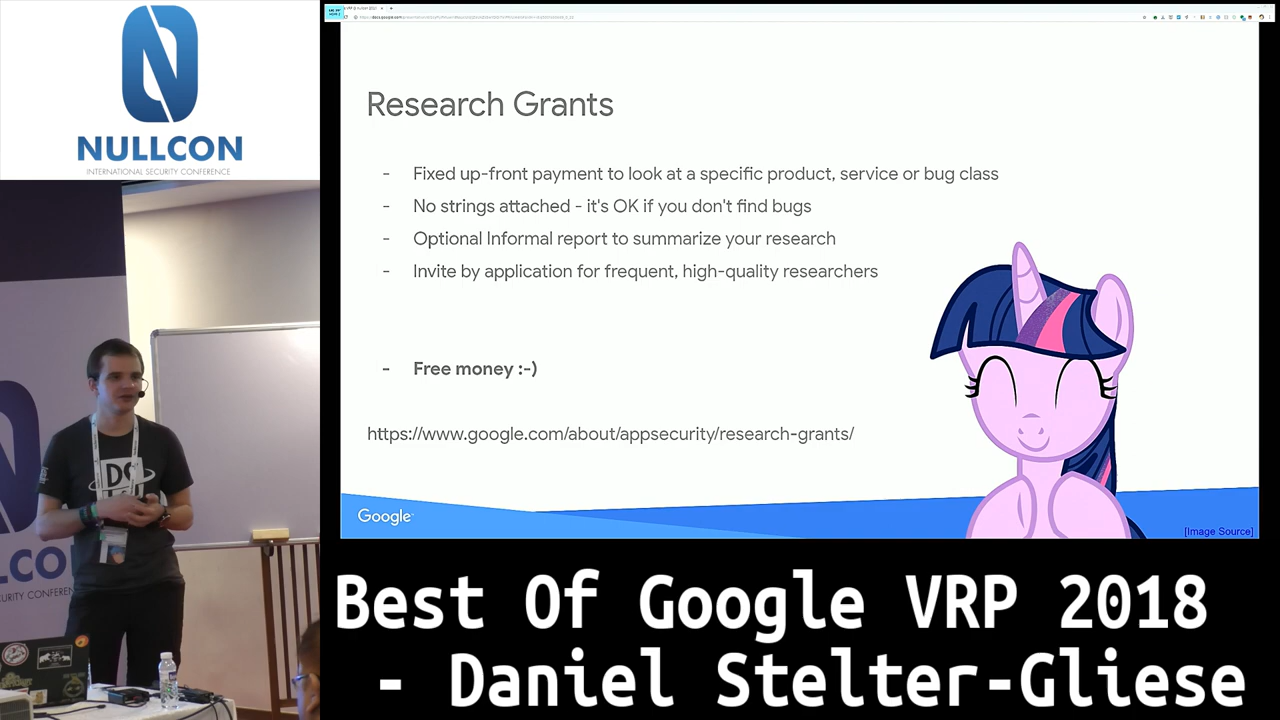 NULLCON
INTERNATIONAL SECURITY CONFERENCE
Research Grants
- Fixed up-front payment to look at a specific product, service or bug class
- No strings attached - it's OK if you don't find bugs
- Optional Informal report to summarize your research
- Invite by application for frequent, high-quality researchers
- Free money :-)
https://www.google.com/about/appsecurity/research-grants/
Google
[Image Source]
Best Of Google VRP 2018
- Daniel Stelter-Gliese